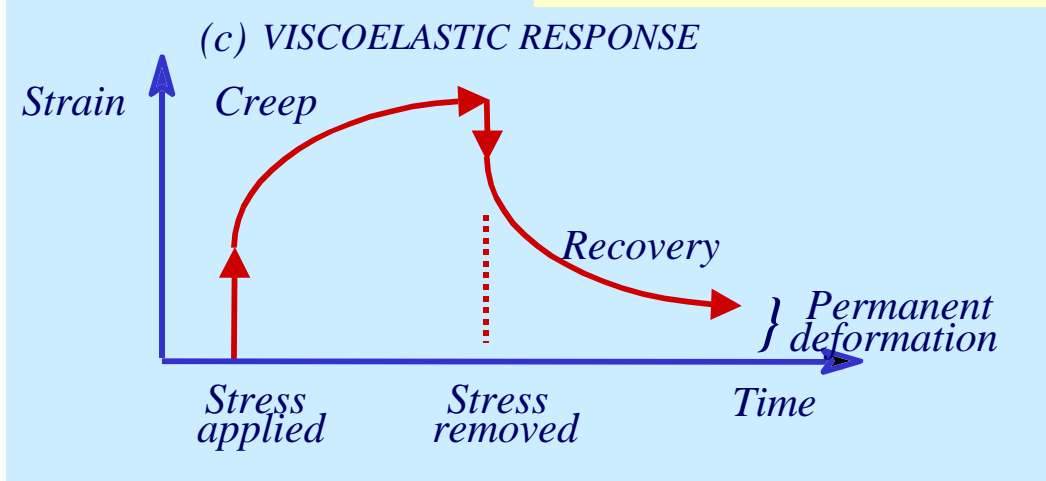 (c) VISCOELASTIC RESPONSE
Strain
Creep
Recovery
} Permanent
deformation
Stress
applied
Stress
removed
Time